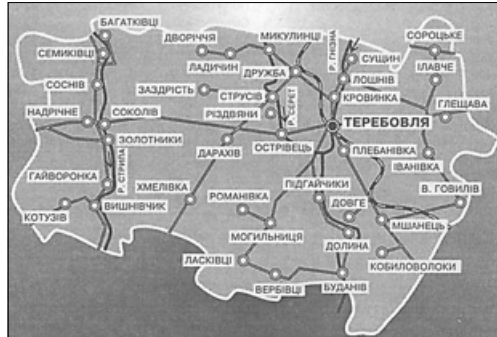 БАГАТКІВЦІ
СЕМИКІВЦІ
ДВОРІЧЧЯ
МИКУЛИНЦІ
СОРОЦЬКЕ
Р. ГНІЗНА
СУЩИН
ЛАДИЧИН
ДРУЖБА
ЛОШНІВ
ІЛАВЧЕ
СОСНІВ
ЗАЗДРІСТЬ
СТРУСІВ
КРОВИНКА
ГЛЕЩАВА
Р. СЕРЕТ
РІЗДВЯНИ
НАДРІЧНЕ
СОКОЛІВ
ТЕРЕБОВЛЯ
ЗОЛОТНИКИ
ДАРАХІВ
ОСТРІВЕЦЬ
ПЛЕБАНІВКА
ІВАНІВКА
ГАЙВОРОНКА
Р. СТРИПА
ХМЕЛІВКА
РОМАНІВКА
ПІДГАЙЧИКИ
В. ГОВИЛІВ
КОТУЗІВ
ВИШНІВЧИК
ДОВГЕ
МШАНЕЦЬ
МОГИЛЬНИЦЯ
ДОЛИНА
ЛАСКІВЦІ
КОБИЛОВОЛОКИ
ВЕРБІВЦІ
БУДАНІВ